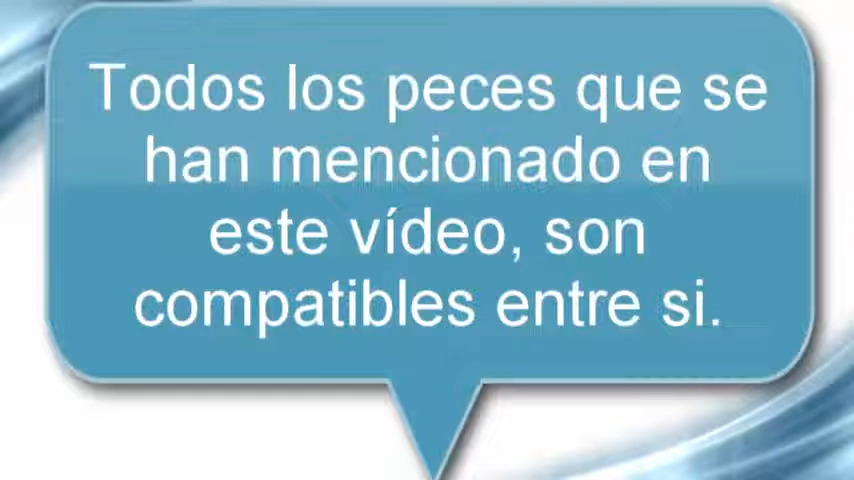 Todos los peces que se
han mencionado en
este vídeo, son
compatibles entre si.